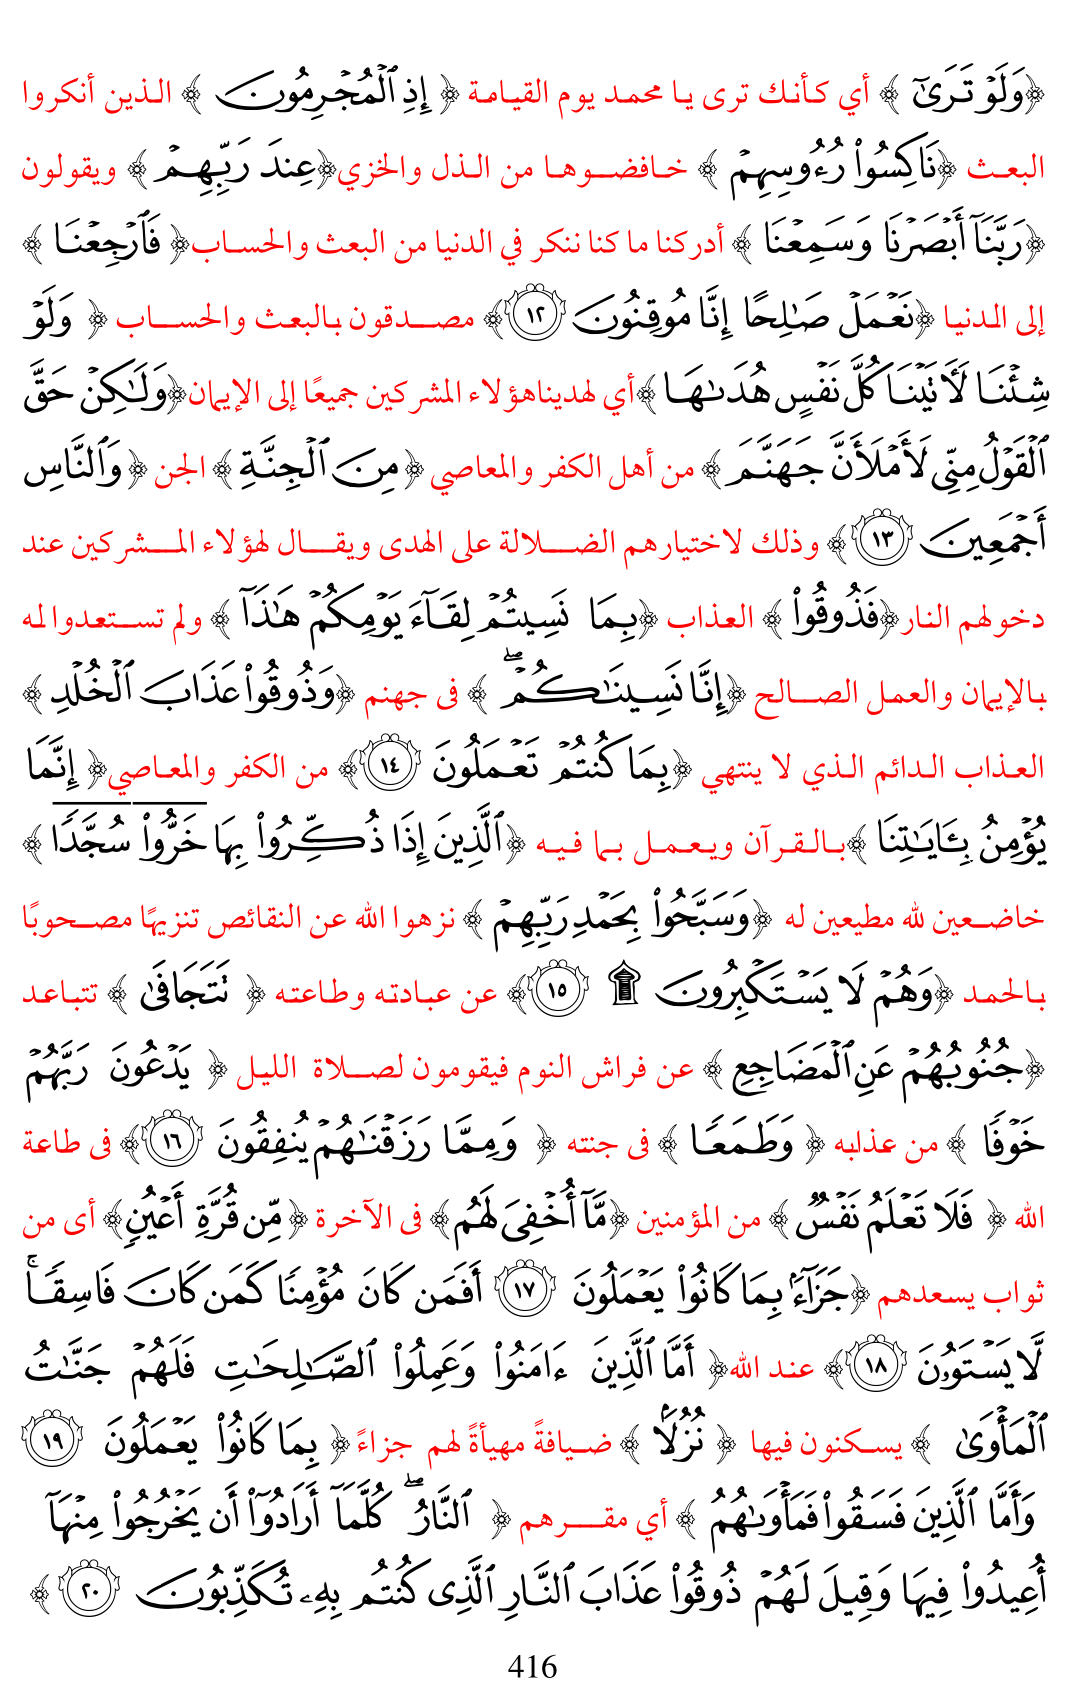 ﴿وَلَوۡ تَرَىٰٓ ﴾ أي كأنك ترى يا محمد يوم القيامة ﴿ إِذِ ٱلۡمُجۡرِمُونَ ﴾ الذين أنكروا
البعث ﴿نَاكِسُواْ رُءُوسِهِمۡ ﴾ خافضوها من الذل والخزي﴿عِندَ رَبِّهِمۡ ﴾ ويقولون
﴿رَبَّنَآ أَبۡصَرۡنَا وَسَمِعۡنَا ﴾ أدركنا ما كنا ننكر في الدنيا من البعث والحساب﴿ فَٱرۡجِعۡنَا ﴾
إلى الدنيا ﴿نَعۡمَلۡ صَٰلِحًا إِنَّا مُوقِنُونَ ١٢﴾ مصدقون بالبعث والحساب ﴿ وَلَوۡ
شِئۡنَا لَأٓتَيۡنَا كُلَّ نَفۡسٍ هُدَىٰهَا ﴾أي لهديناهؤلاء المشركين جميعًا إلى الإيمان﴿وَلَٰكِنۡ حَقَّ
ٱلۡقَوۡلُ مِنِّي لَأَمۡلَأَنَّ جَهَنَّمَ ﴾ من أهل الكفر والمعاصي ﴿مِنَ ٱلۡجِنَّةِ ﴾ الجن ﴿ وَٱلنَّاسِ
أَجۡمَعِينَ ١٣﴾ وذلك لاختيارهم الضلالة على الهدى ويقال لهؤلاء المشركين عند
دخولهم النار﴿فَذُوقُواْ ﴾ العذاب ﴿بِمَا نَسِيتُمۡ لِقَآءَ يَوۡمِكُمۡ هَٰذَآ ﴾ ولم تستعدوا له
بالإيمان والعمل الصالح ﴿إِنَّا نَسِينَٰكُمۡۖ ﴾ فى جهنم ﴿وَذُوقُواْ عَذَابَ ٱلۡخُلۡدِ ﴾
العذاب الدائم الذي لا ينتهي ﴿بِمَا كُنتُمۡ تَعۡمَلُونَ ١٤﴾ من الكفر والمعاصي﴿ إِنَّمَا
يُؤۡمِنُ بِـَٔايَٰتِنَا ﴾بالقرآن ويعمل بما فيه ﴿ٱلَّذِينَ إِذَا ذُكِّرُواْ بِهَا خَرُّواْ سُجَّدٗا ﴾
خاضعين لله مطيعين له ﴿وَسَبَّحُواْ بِحَمۡدِ رَبِّهِمۡ ﴾ نزهوا الله عن النقائص تنزيهًا مصحوبًا
بالحمد ﴿وَهُمۡ لَا يَسۡتَكۡبِرُونَ ۩ ١٥﴾ عن عبادته وطاعته ﴿ تَتَجَافَىٰ ﴾ تتباعد
﴿جُنُوبُهُمۡ عَنِ ٱلۡمَضَاجِعِ ﴾ عن فراش النوم فيقومون لصلاة الليل ﴿ يَدۡعُونَ رَبَّهُمۡ
خَوۡفٗا ﴾ من عذابه ﴿ وَطَمَعٗا ﴾ فى جنته ﴿ وَمِمَّا رَزَقۡنَٰهُمۡ يُنفِقُونَ ١٦﴾ فى طاعة
الله ﴿ فَلَا تَعۡلَمُ نَفۡسٞ ﴾ من المؤمنين ﴿مَّآ أُخۡفِيَ لَهُم﴾ فى الآخرة ﴿مِّن قُرَّةِ أَعۡيُنٖ﴾ أى من
ثواب يسعدهم ﴿جَزَآءَۢ بِمَا كَانُواْ يَعۡمَلُونَ ١٧ أَفَمَن كَانَ مُؤۡمِنٗا كَمَن كَانَ فَاسِقٗاۚ
لَّا يَسۡتَوُۥنَ ١٨﴾ عند الله﴿ أَمَّا ٱلَّذِينَ ءَامَنُواْ وَعَمِلُواْ ٱلصَّٰلِحَٰتِ فَلَهُمۡ جَنَّٰتُ
ٱلۡمَأۡوَىٰ ﴾ يسكنون فيها ﴿ نُزُلَۢا ﴾ ضيافةً مهيأةً لهم جزاءً ﴿ بِمَا كَانُواْ يَعۡمَلُونَ ١٩
وَأَمَّا ٱلَّذِينَ فَسَقُواْ فَمَأۡوَىٰهُمُ ﴾ أي مقرهم ﴿ ٱلنَّارُۖ كُلَّمَآ أَرَادُوٓاْ أَن يَخۡرُجُواْ مِنۡهَآ
أُعِيدُواْ فِيهَا وَقِيلَ لَهُمۡ ذُوقُواْ عَذَابَ ٱلنَّارِ ٱلَّذِي كُنتُم بِهِۦ تُكَذِّبُونَ ٢٠ ﴾
416